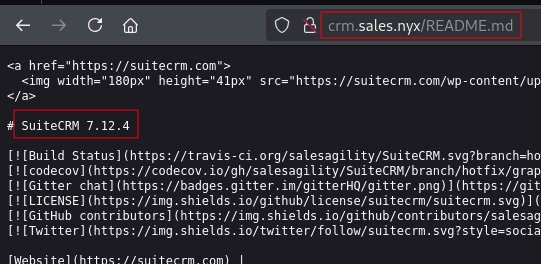 crm.sales.nyx/README.md
<a href="https://suitecrm.com">
<img width="180px" height="41px" src="https://suitecrm.com/wp-content/up
</a>
# SuiteCRM 7.12.4
[![Build Status](https://travis-ci.org/salesagility/SuiteCRM.svg?branch=ho
[![codecov](https://codecov.io/gh/salesagility/SuiteCRM/branch/hotfix/grap
[![Gitter chat](https://badges.gitter.im/gitterHQ/gitter.png)](https://git
[![LICENSE](https://img.shields.io/github/license/suitecrm/suitecrm.svg)](
[![GitHub contributors](https://img.shields.io/github/contributors/salesag
[![Twitter](https://img.shields.io/twitter/follow/suitecrm.svg?style=socia
[Website](https://suitecrm.com) |